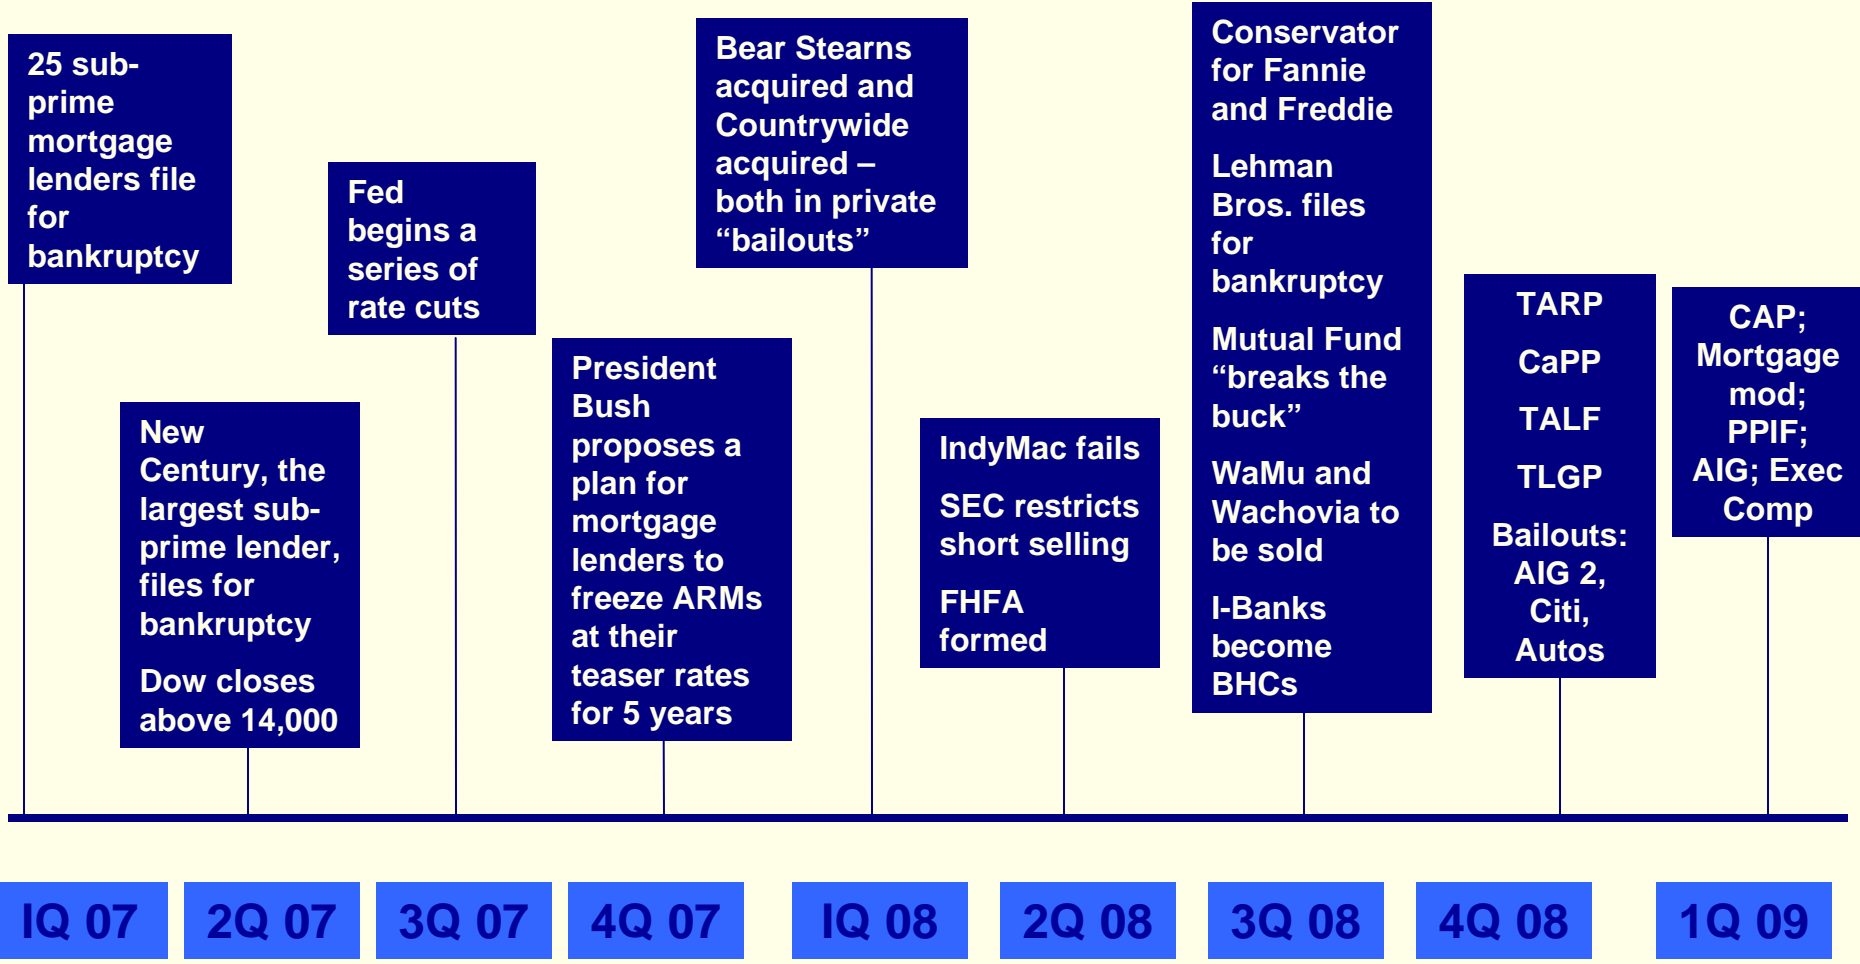 25 sub-
prime
mortgage
lenders file
for
bankruptcy
New
Century, the
largest sub-
prime lender,
files for
bankruptcy
Dow closes
above 14,000
Fed
begins a
series of
rate cuts
President
Bush
proposes a
plan for
mortgage
lenders to
freeze ARMs
at their
teaser rates
for 5 years
Bear Stearns
acquired and
Countrywide
acquired –
both in private
“bailouts”
IndyMac fails
SEC restricts
short selling
FHFA
formed
Conservator
for Fannie
and Freddie
Lehman
Bros. files
for
bankruptcy
Mutual Fund
“breaks the
buck”
WaMu and
Wachovia to
be sold
I-Banks
become
BHCs
TARP
CaPP
TALF
TLGP
Bailouts:
AIG 2,
Citi,
Autos
CAP;
Mortgage
mod;
PPIF;
AIG; Exec
Comp
IQ 07
2Q 07
3Q 07
4Q 07
IQ 08
2Q 08
3Q 08
4Q 08
1Q 09